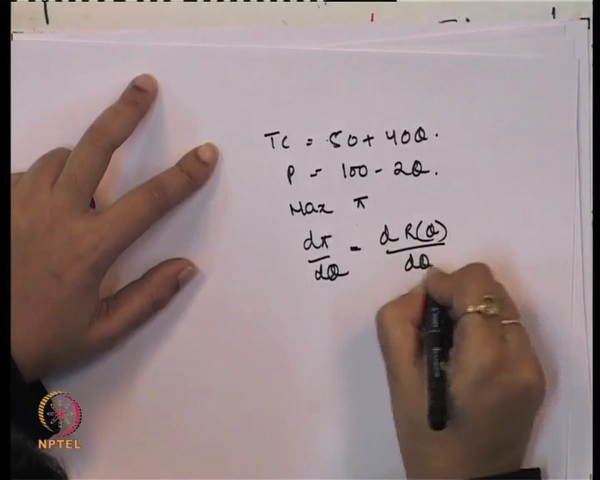 TC = 50 + 40Q.
P = 100 - 2Q.
Max π
dπ/dQ = dR(Q)/dQ
NPTEL